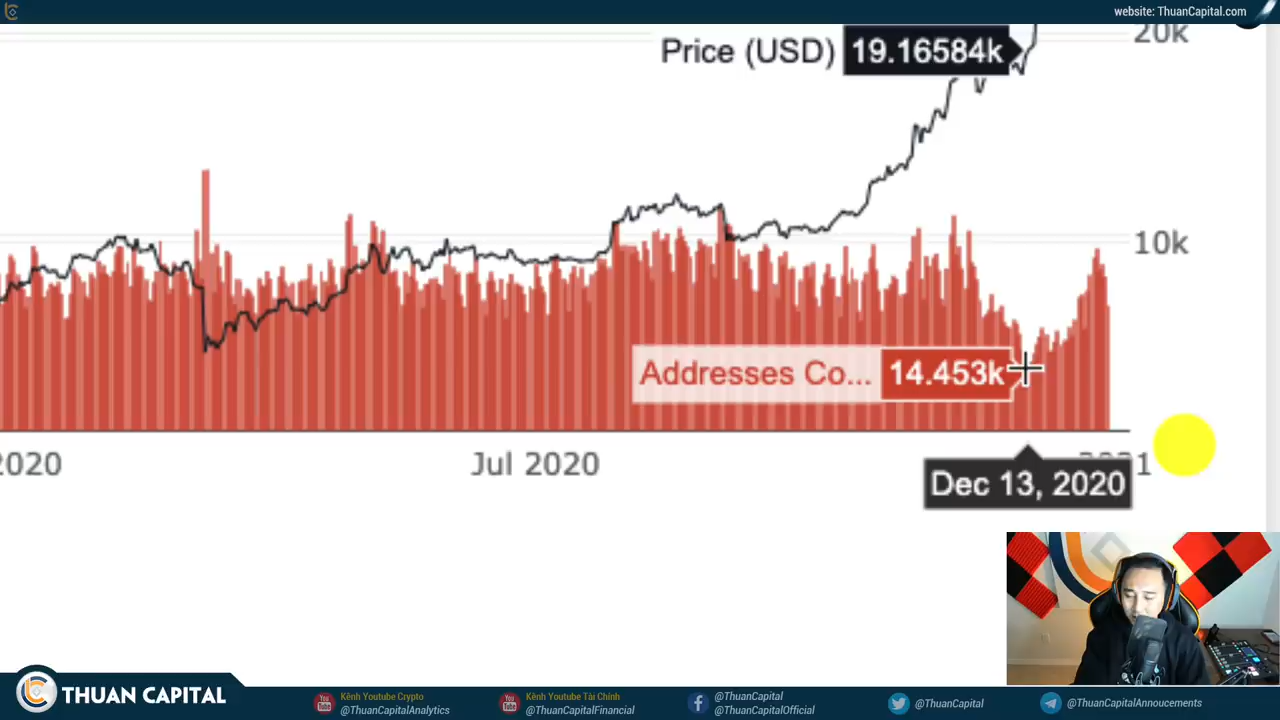 website: ThuanCapital.com
Price (USD) 19.16584k
20k
10k
Addresses Co... 14.453k
2020
Jul 2020
Dec 13, 2020
THUAN CAPITAL
Kênh Youtube Crypto
@ThuanCapitalAnalytics
Kênh Youtube Tài Chính
@ThuanCapitalFinancial
@ThuanCapital
@ThuanCapitalOfficial
@ThuanCapital
@ThuanCapitalAnnoucements